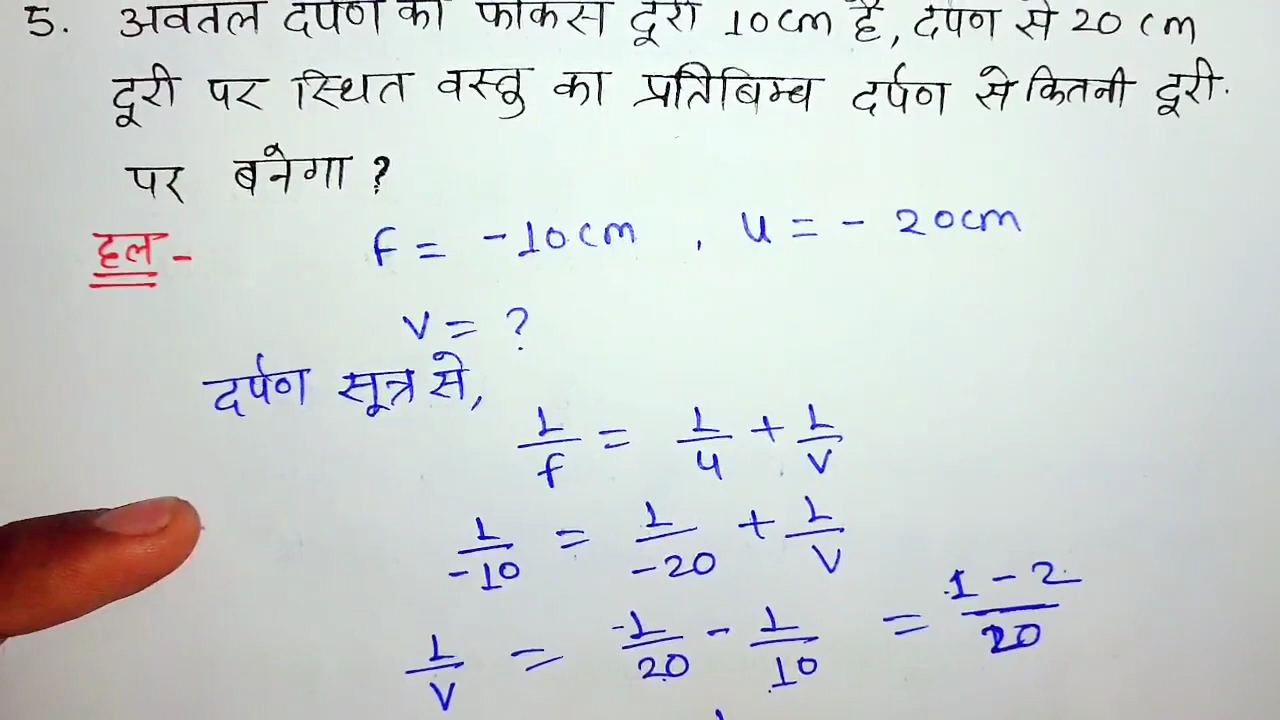 5. अवतल दर्पण की फोकस दूरी 10cm है, दर्पण से 20 cm
दूरी पर स्थित वस्तु का प्रतिबिम्ब दर्पण से कितनी दूरी
पर बनेगा ?
हल - f = -10cm , u = - 20cm
v = ?
दर्पण सूत्र से,
1/f = 1/u + 1/v
1/-10 = 1/-20 + 1/v
1/v = -1/20 - 1/10 = 1-2/20